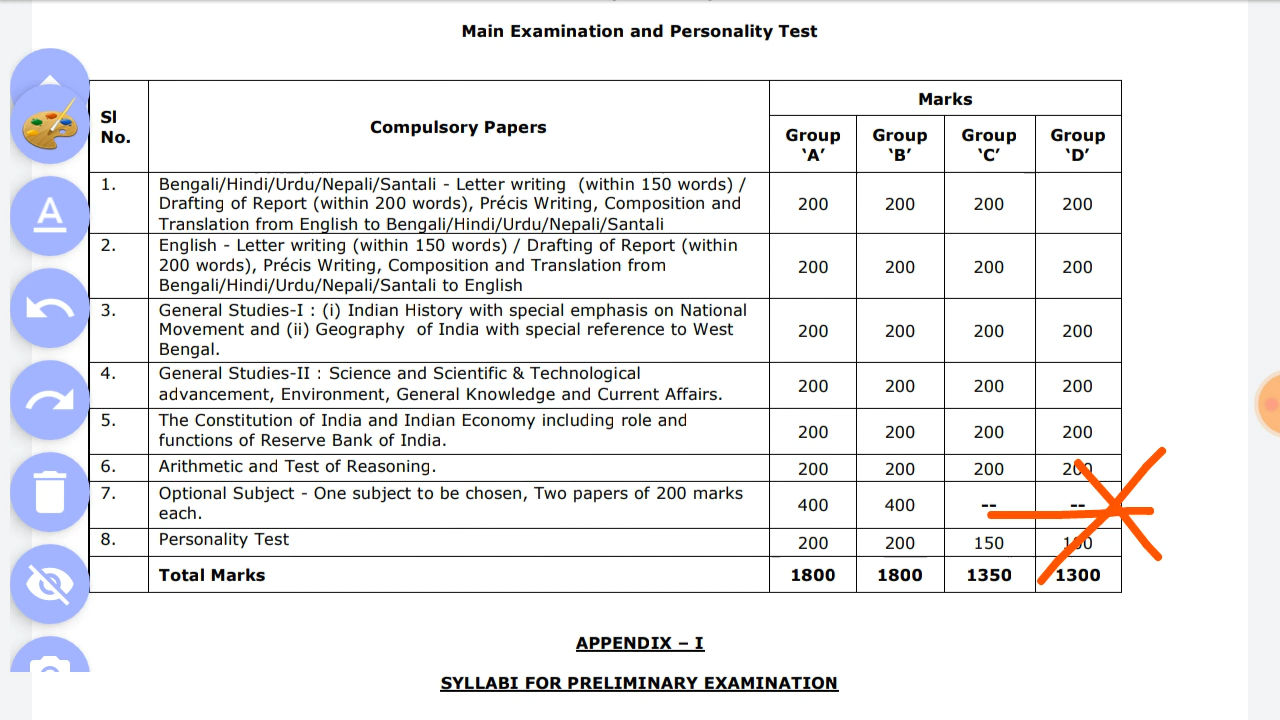 Main Examination and Personality Test
Sl No. Compulsory Papers Marks
Group ‘A’ Group ‘B’ Group ‘C’ Group ‘D’
1. Bengali/Hindi/Urdu/Nepali/Santali - Letter writing (within 150 words) /
Drafting of Report (within 200 words), Précis Writing, Composition and
Translation from English to Bengali/Hindi/Urdu/Nepali/Santali
200 200 200 200
2. English - Letter writing (within 150 words) / Drafting of Report (within
200 words), Précis Writing, Composition and Translation from
Bengali/Hindi/Urdu/Nepali/Santali to English
200 200 200 200
3. General Studies-I : (i) Indian History with special emphasis on National
Movement and (ii) Geography of India with special reference to West
Bengal.
200 200 200 200
4. General Studies-II : Science and Scientific & Technological
advancement, Environment, General Knowledge and Current Affairs.
200 200 200 200
5. The Constitution of India and Indian Economy including role and
functions of Reserve Bank of India.
200 200 200 200
6. Arithmetic and Test of Reasoning. 200 200 200 200
7. Optional Subject - One subject to be chosen, Two papers of 200 marks
each.
400 400 -- --
8. Personality Test 200 200 150 100
Total Marks 1800 1800 1350 1300
APPENDIX – I
SYLLABI FOR PRELIMINARY EXAMINATION
A